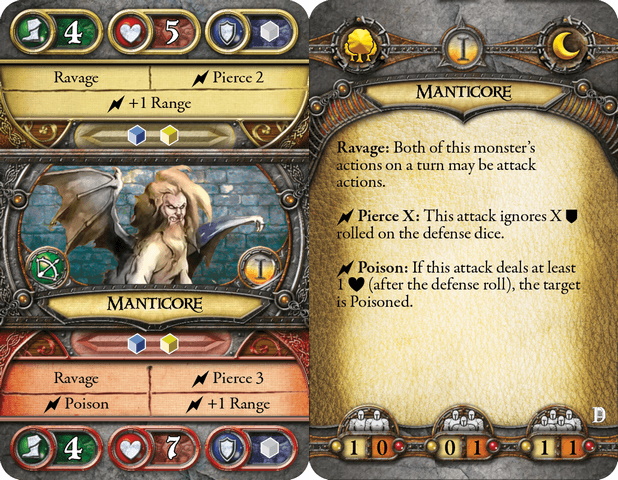 4 5
Ravage Pierce 2
+1 Range
I
MANTICORE
Ravage Pierce 3
Poison +1 Range
4 7
I
MANTICORE
Ravage: Both of this monster's
actions on a turn may be attack
actions.
Pierce X: This attack ignores X
rolled on the defense dice.
Poison: If this attack deals at least
1 (after the defense roll), the target
is Poisoned.
1 0 0 1 1 1